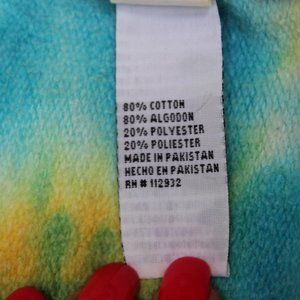 80% COTTON
80% ALGODON
20% POLYESTER
20% POLIESTER
MADE IN PAKISTAN
HECHO EN PAKISTAN
RN # 112932